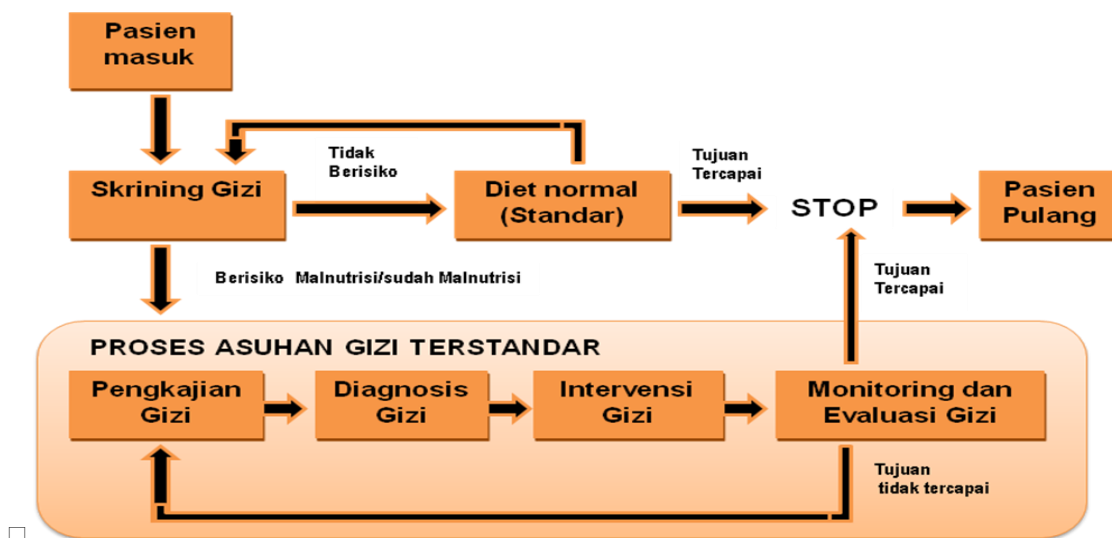 Pasien
masuk
Skrining Gizi
Tidak
Berisiko
Diet normal
(Standar)
Tujuan
Tercapai
STOP
Pasien
Pulang
Berisiko Malnutrisi/sudah Malnutrisi
Tujuan
Tercapai
PROSES ASUHAN GIZI TERSTANDAR
Pengkajian
Gizi
Diagnosis
Gizi
Intervensi
Gizi
Monitoring dan
Evaluasi Gizi
Tujuan
tidak tercapai